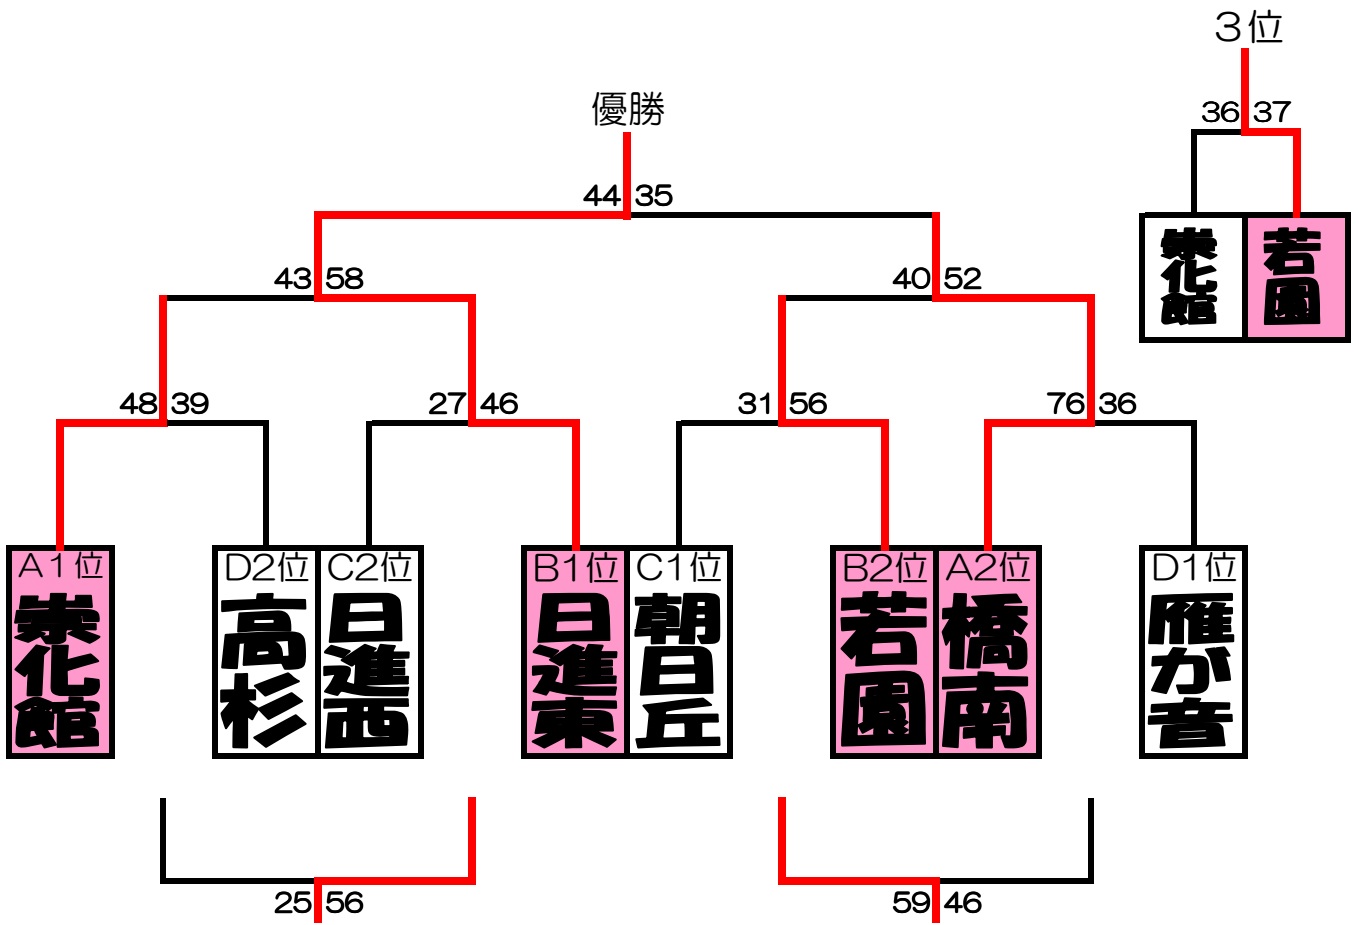 ３位
36 37
優勝
44 35
崇化館
若園
43 58
40 52
48 39
27 46
31 56
76 36
A１位
D2位
C2位
B１位
C１位
B2位
A2位
D１位
崇化館
高杉
日進西
日進東
朝日丘
若園
橋南
雁が音
25 56
59 46